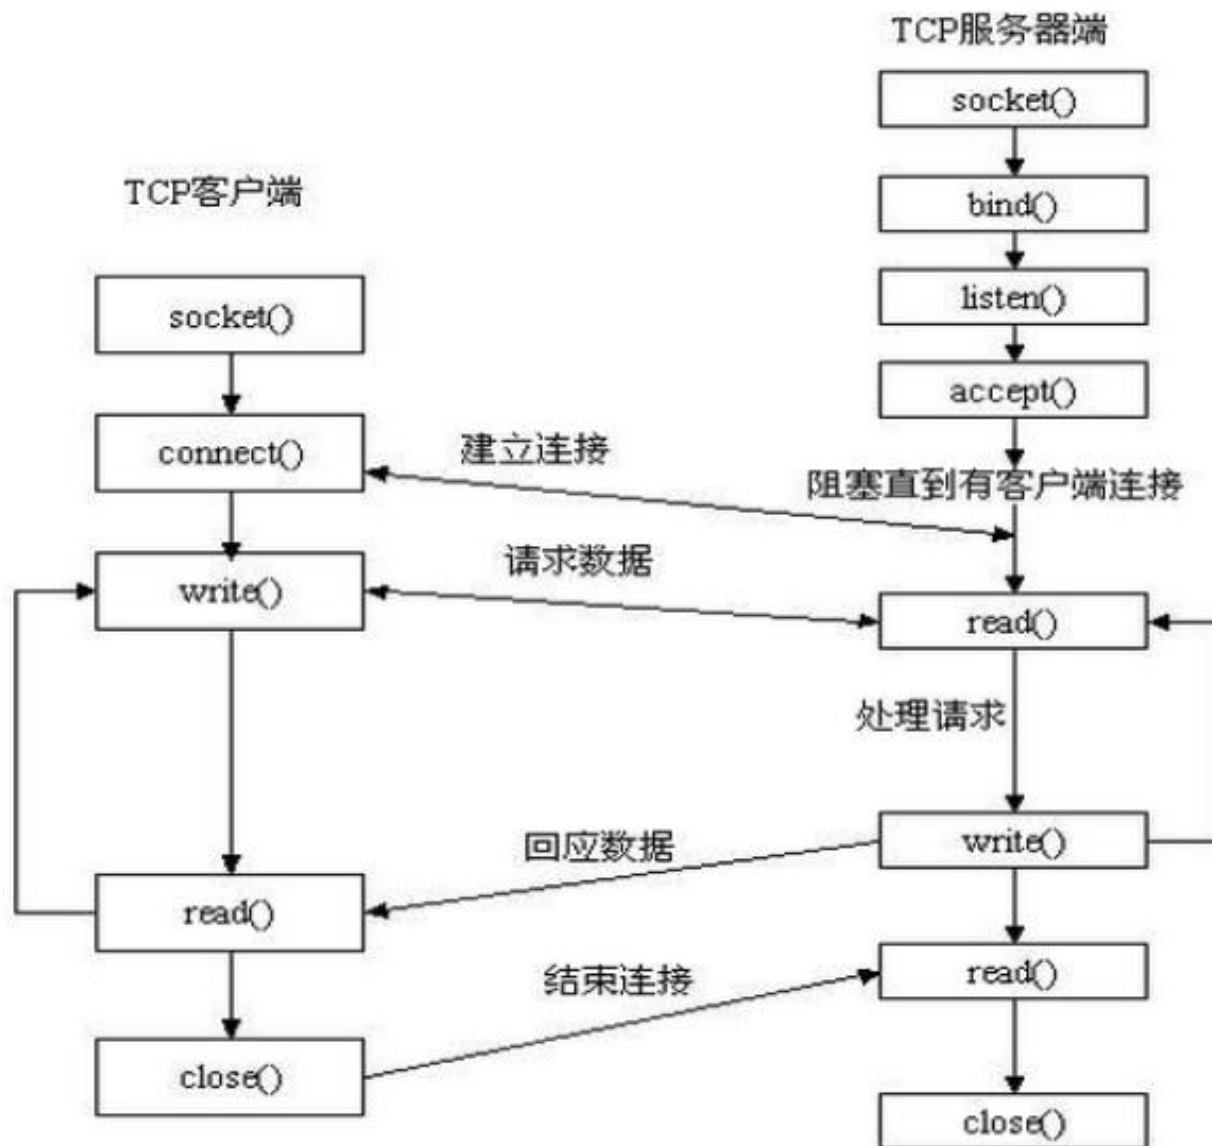 TCP服务器端
socket()
bind()
TCP客户端
listen()
socket()
accept()
connect()
建立连接
阻塞直到有客户端连接
请求数据
write()
read()
处理请求
回应数据
write()
read()
结束连接
read()
close()
close()